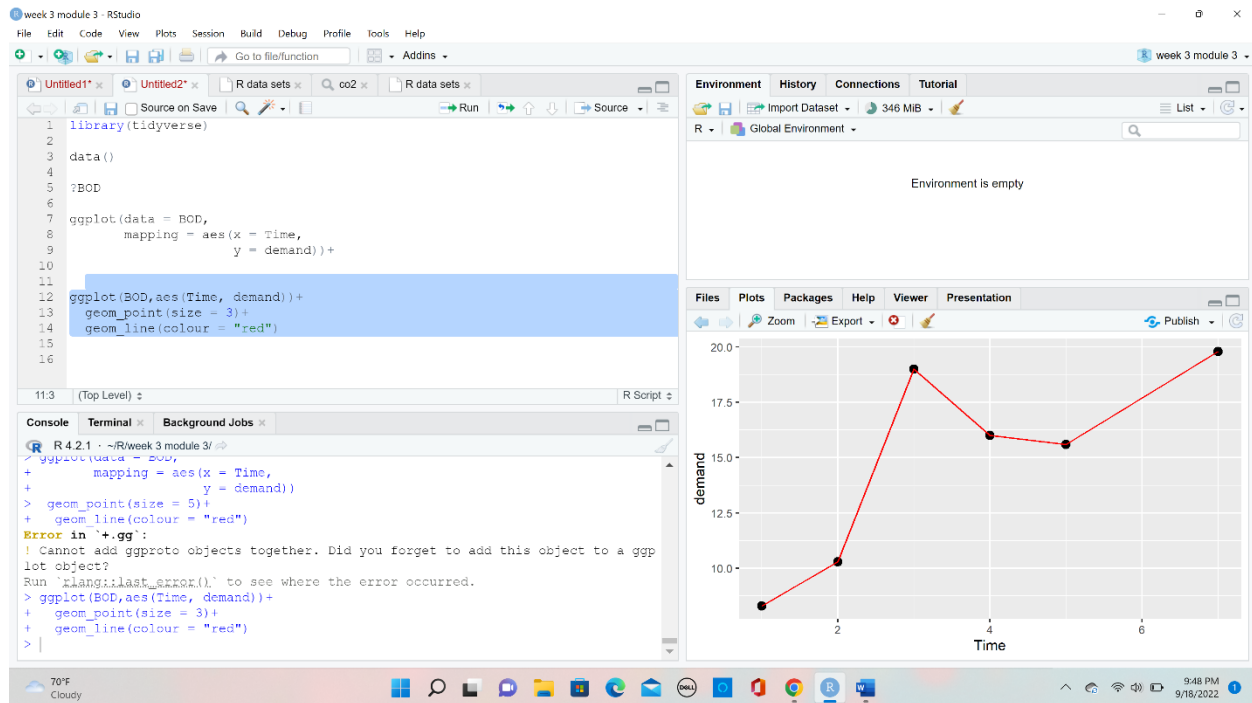 week 3 module 3 - RStudio
File Edit Code View Plots Session Build Debug Profile Tools Help
Go to file/function Addins week 3 module 3
Untitled1* Untitled2* R data sets co2 R data sets
Source on Save Run Source
1 library(tidyverse)
2
3 data()
4
5 ?BOD
6
7 ggplot(data = BOD,
8 mapping = aes(x = Time,
9 y = demand))+
10
11
12 ggplot(BOD,aes(Time, demand))+
13 geom_point(size = 3)+
14 geom_line(colour = "red")
15
16
11:3 (Top Level) R Script
Console Terminal Background Jobs
R 4.2.1 · ~/R/week 3 module 3/
> ggplot(data = BOD,
+ mapping = aes(x = Time,
+ y = demand))
> geom_point(size = 5)+
+ geom_line(colour = "red")
Error in `+.gg`:
! Cannot add ggproto objects together. Did you forget to add this object to a ggp
lot object?
Run `rlang::last_error()` to see where the error occurred.
> ggplot(BOD,aes(Time, demand))+
+ geom_point(size = 3)+
+ geom_line(colour = "red")
>
Environment History Connections Tutorial
Import Dataset 346 MiB List
R Global Environment
Environment is empty
Files Plots Packages Help Viewer Presentation
Zoom Export Publish
20.0
17.5
15.0
12.5
10.0
demand
2 4 6
Time
70°F
Cloudy
DELL
W
9:48 PM
9/18/2022
1